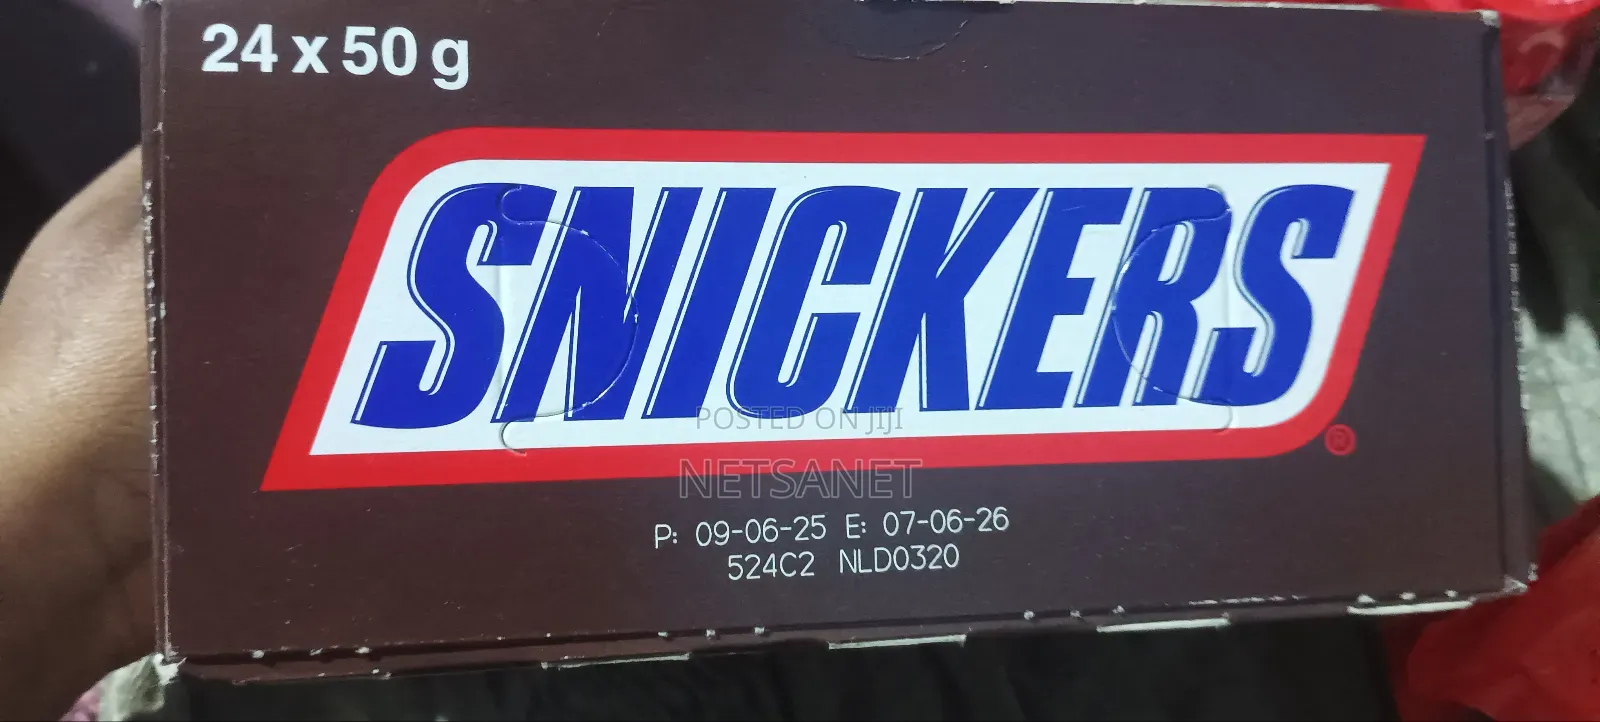 24 x 50 g
SNICKERS
®
POSTED ON JIJI
NETSANET
P: 09-06-25 E: 07-06-26
524C2 NLD0320